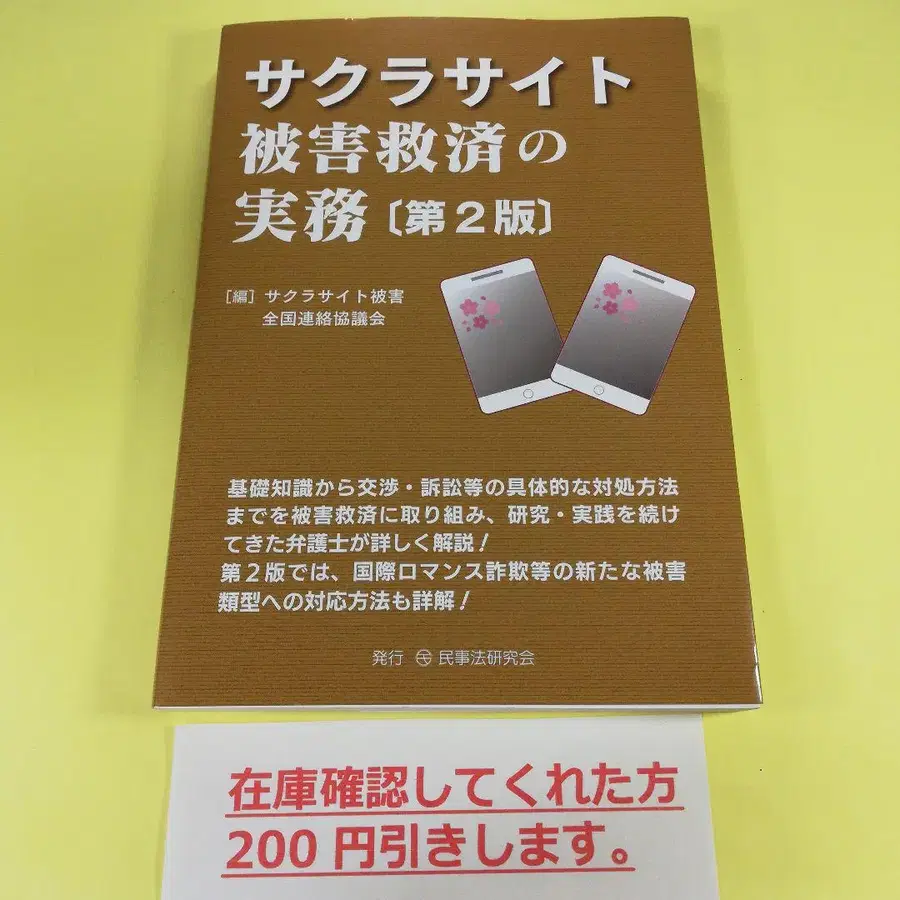 サクラサイト
被害救済の
実務〔第2版〕
［編］サクラサイト被害
全国連絡協議会
基礎知識から交渉・訴訟等の具体的な対処方法
までを被害救済に取り組み、研究・実践を続け
てきた弁護士が詳しく解説！
第2版では、国際ロマンス詐欺等の新たな被害
類型への対応方法も詳解！
発行 民事法研究会
在庫確認してくれた方
200 円引きします。